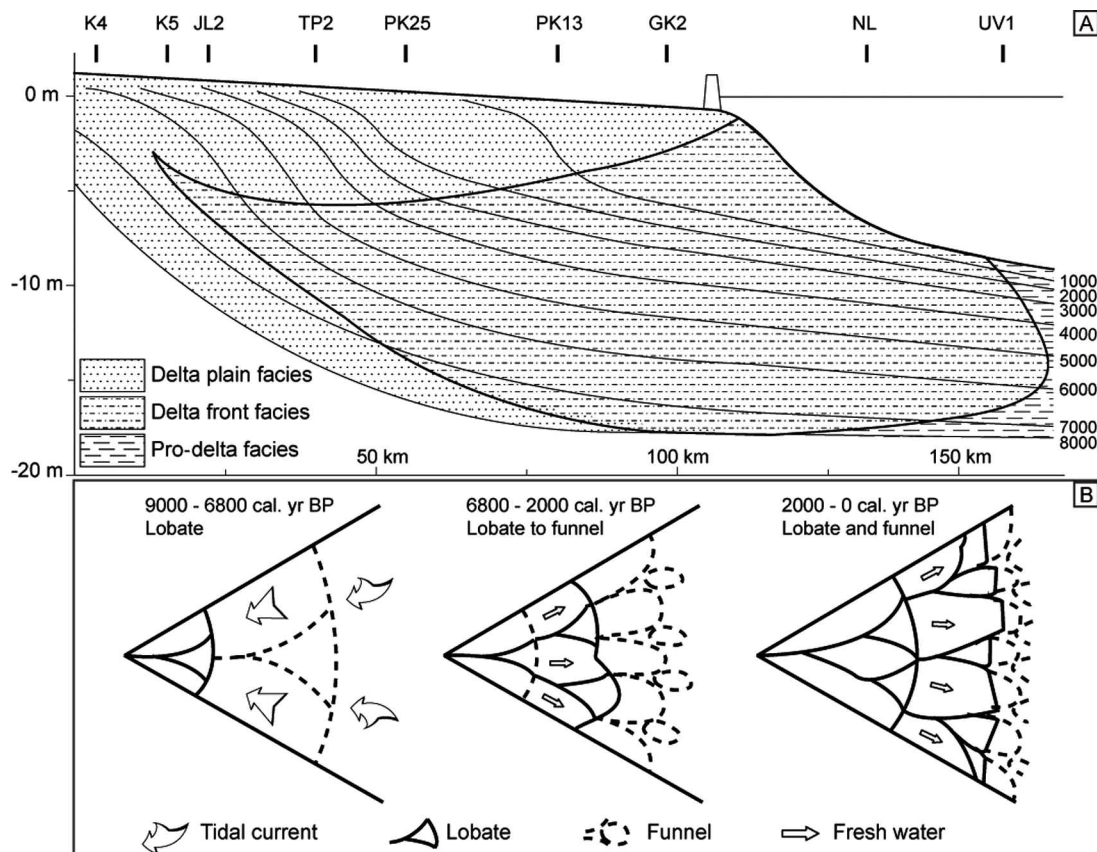 K4 K5 JL2 TP2 PK25 PK13 GK2 NL UV1 A
0 m
-10 m
1000
2000
3000
4000
5000
6000
7000
8000
Delta plain facies
Delta front facies
Pro-delta facies
-20 m
50 km 100 km 150 km
B
9000 - 6800 cal. yr BP
Lobate
6800 - 2000 cal. yr BP
Lobate to funnel
2000 - 0 cal. yr BP
Lobate and funnel
Tidal current Lobate Funnel Fresh water